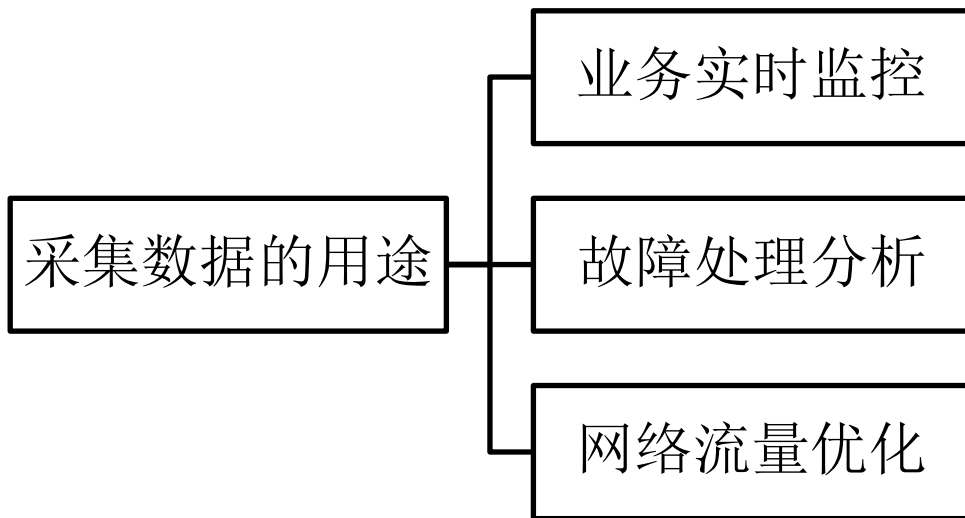 业务实时监控
采集数据的用途
故障处理分析
网络流量优化